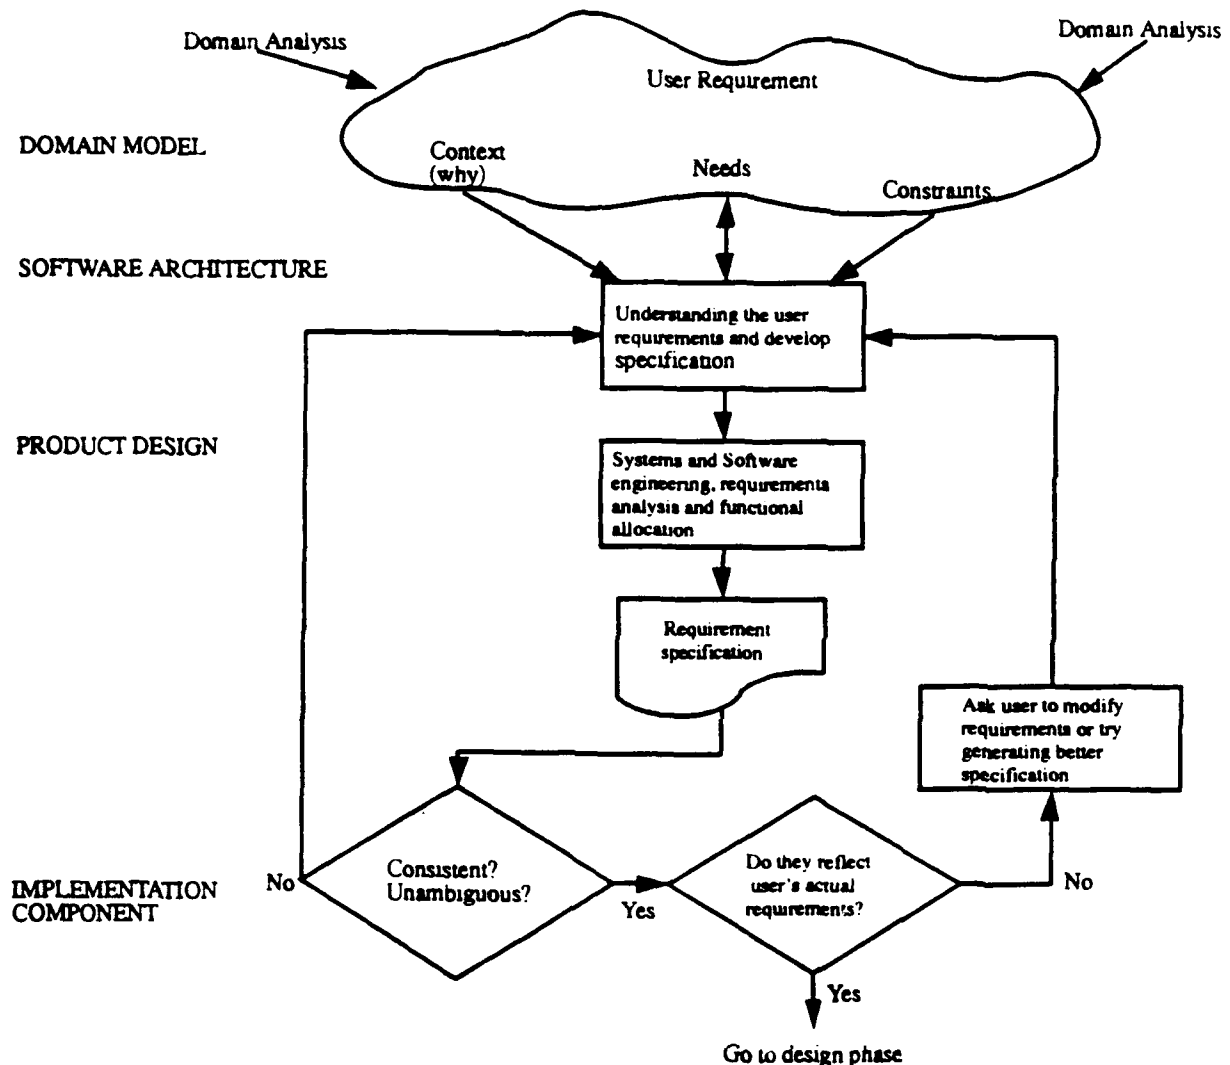 Domain Analysis
Domain Analysis
User Requirement
DOMAIN MODEL
Context
(why)
Needs
Constraints
SOFTWARE ARCHITECTURE
Understanding the user
requirements and develop
specification
PRODUCT DESIGN
Systems and Software
engineering, requirements
analysis and functional
allocation
Requirement
specification
Ask user to modify
requirements or try
generating better
specification
IMPLEMENTATION
COMPONENT
No
Consistent?
Unambiguous?
Yes
Do they reflect
user's actual
requirements?
No
Yes
Go to design phase